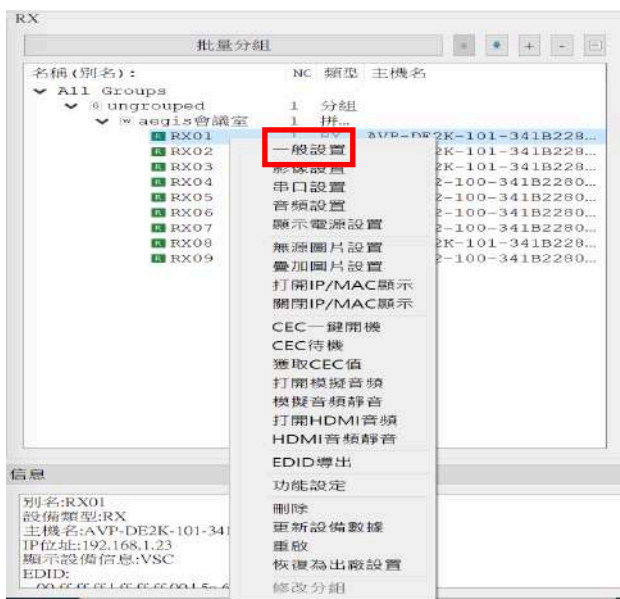 RX
批量分組
+ -
名稱(別名): NC 類型 主機名
All Groups
G ungrouped 1 分組
W aegis會議室 1 拼...
R RX01 1 RX AVP-DE2K-101-341B228...
R RX02 2K-101-341B228...
R RX03 2K-101-341B228...
R RX04 2-100-341B2280...
R RX05 2-100-341B2280...
R RX06 2-100-341B2280...
R RX07 2-100-341B2280...
R RX08 2K-101-341B228...
R RX09 2-100-341B2280...
一般設置
影像設置
串口設置
音頻設置
顯示電源設置
無源圖片設置
疊加圖片設置
打開IP/MAC顯示
關閉IP/MAC顯示
CEC一鍵開機
CEC待機
獲取CEC值
打開模擬音頻
模擬音頻靜音
打開HDMI音頻
HDMI音頻靜音
EDID導出
功能設定
刪除
更新設備數據
重啟
恢復為出廠設置
修改分組
信息
別名:RX01
設備類型:RX
主機名:AVP-DE2K-101-341
IP位址:192.168.1.23
顯示設備信息:VSC
EDID: